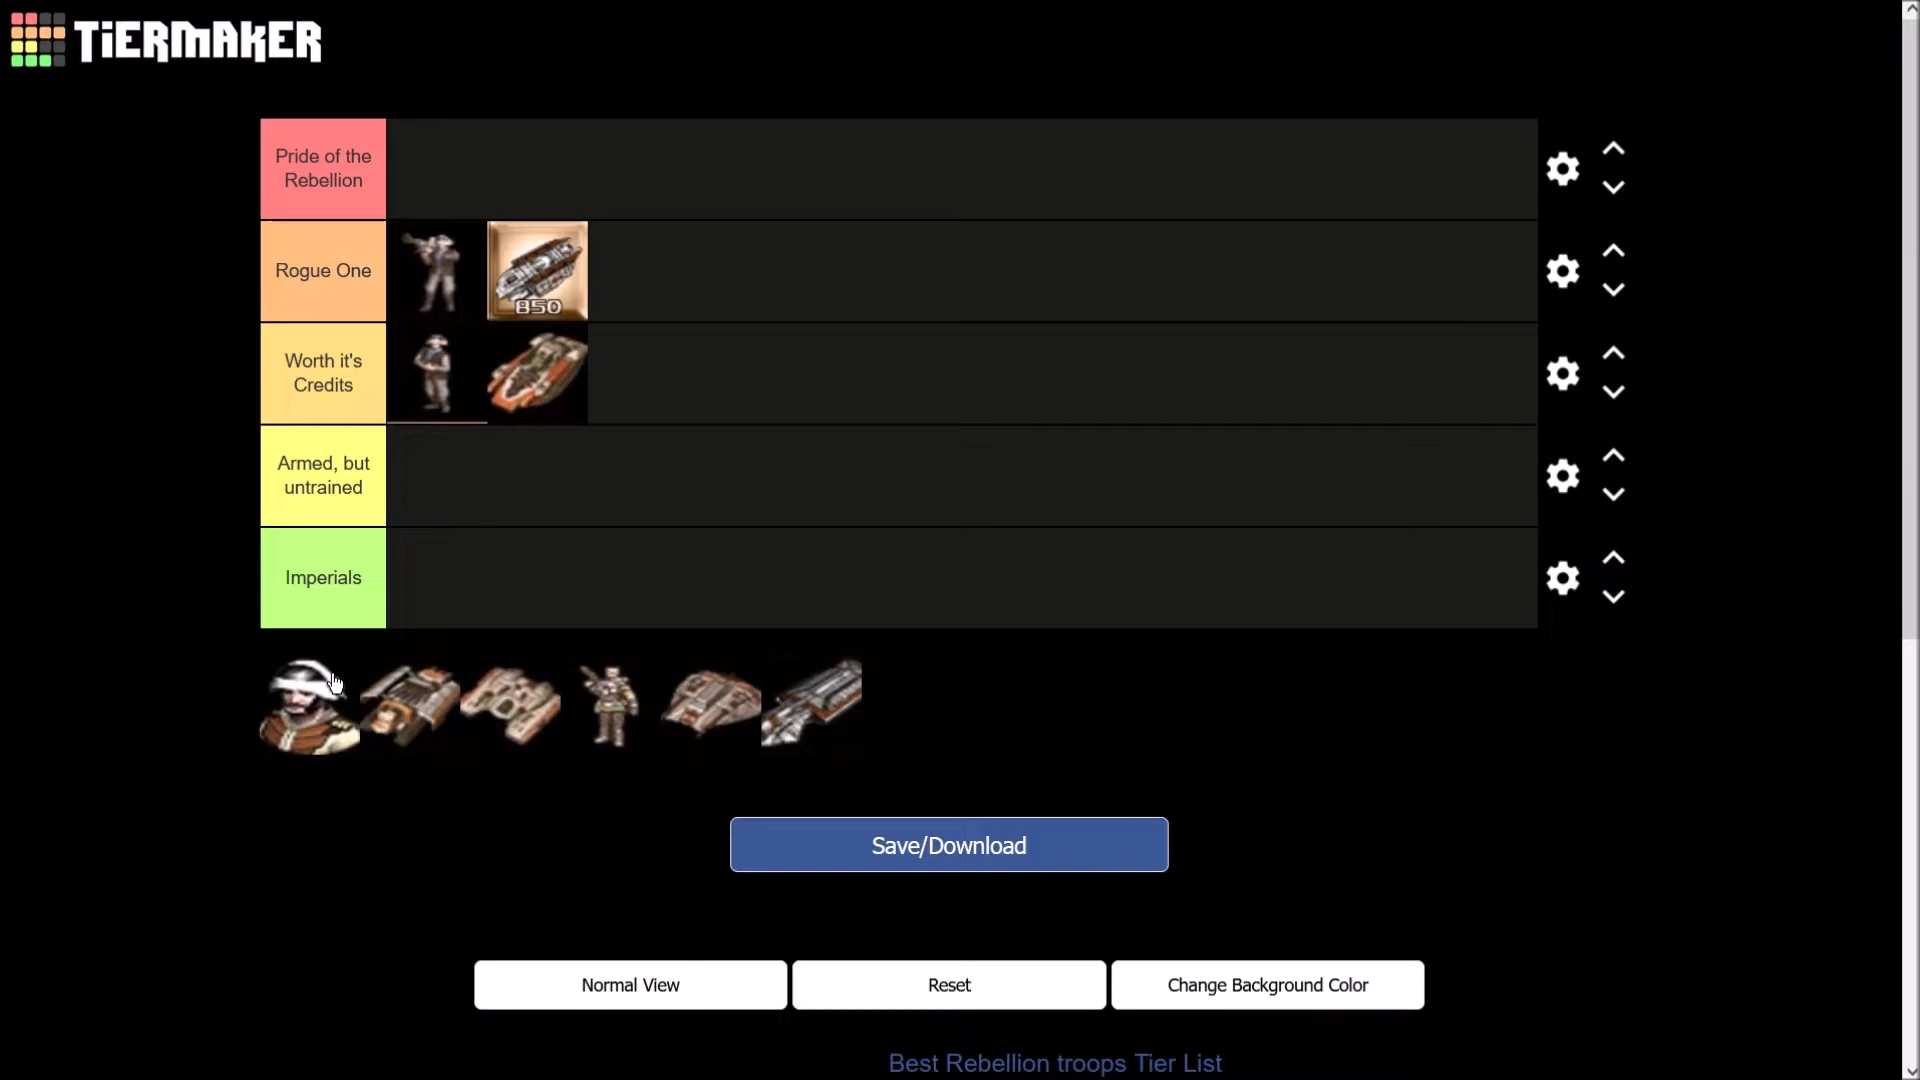 TiERMAKER
Pride of the
Rebellion
Rogue One
850
Worth it's
Credits
Armed, but
untrained
Imperials
Save/Download
Normal View
Reset
Change Background Color
Best Rebellion troops Tier List